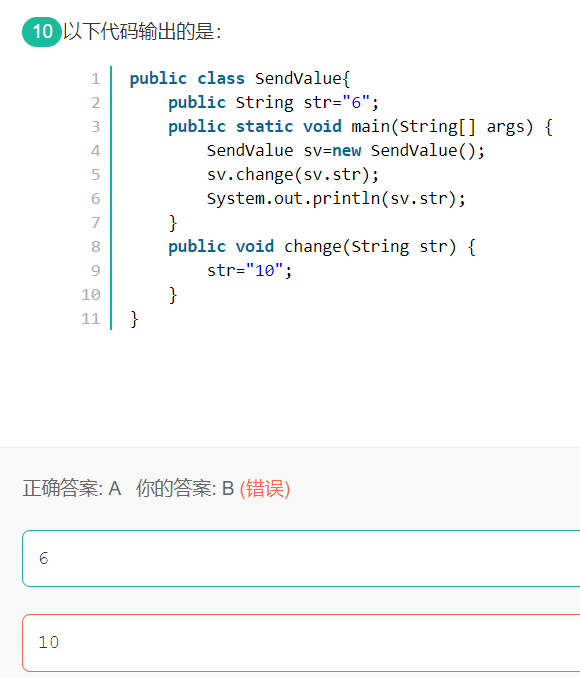 10 以下代码输出的是:
1 public class SendValue{
2     public String str="6";
3     public static void main(String[] args) {
4         SendValue sv=new SendValue();
5         sv.change(sv.str);
6         System.out.println(sv.str);
7     }
8     public void change(String str) {
9         str="10";
10     }
11 }
正确答案: A 你的答案: B (错误)
6
10